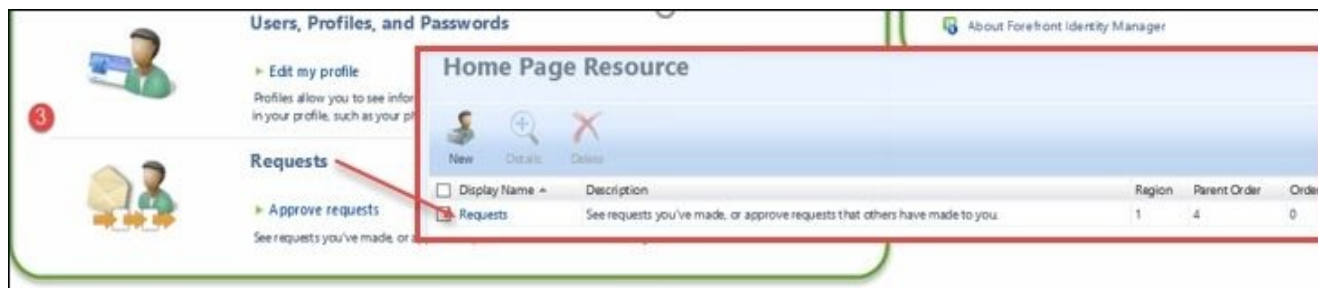 Users, Profiles, and Passwords
About Forefront Identity Manager
Edit my profile
Profiles allow you to see infor
in your profile, such as your ph
3
Requests
Approve requests
See requests you've made, or a
Home Page Resource
New Details Delete
Display Name Description Region Parent Order Order
Requests See requests you've made, or approve requests that others have made to you. 1 4 0